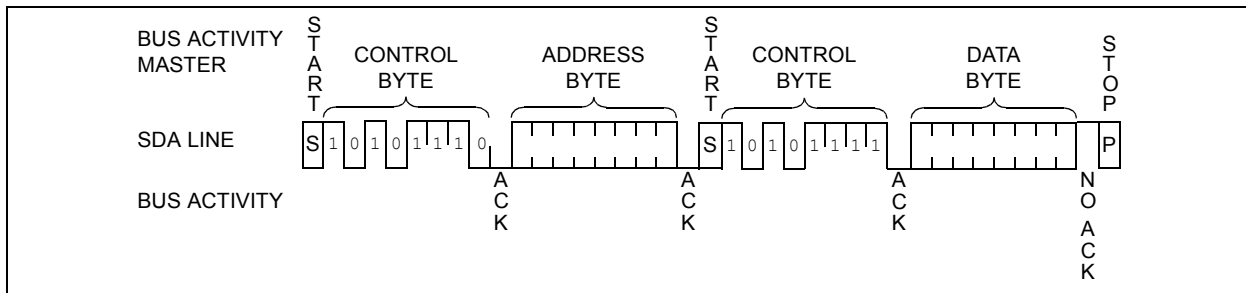 BUS ACTIVITY
MASTER
START
CONTROL
BYTE
ADDRESS
BYTE
START
CONTROL
BYTE
DATA
BYTE
STOP
SDA LINE
S 1 0 1 0 1 1 1 0
S 1 0 1 0 1 1 1 1
P
BUS ACTIVITY
ACK
ACK
ACK
NO ACK